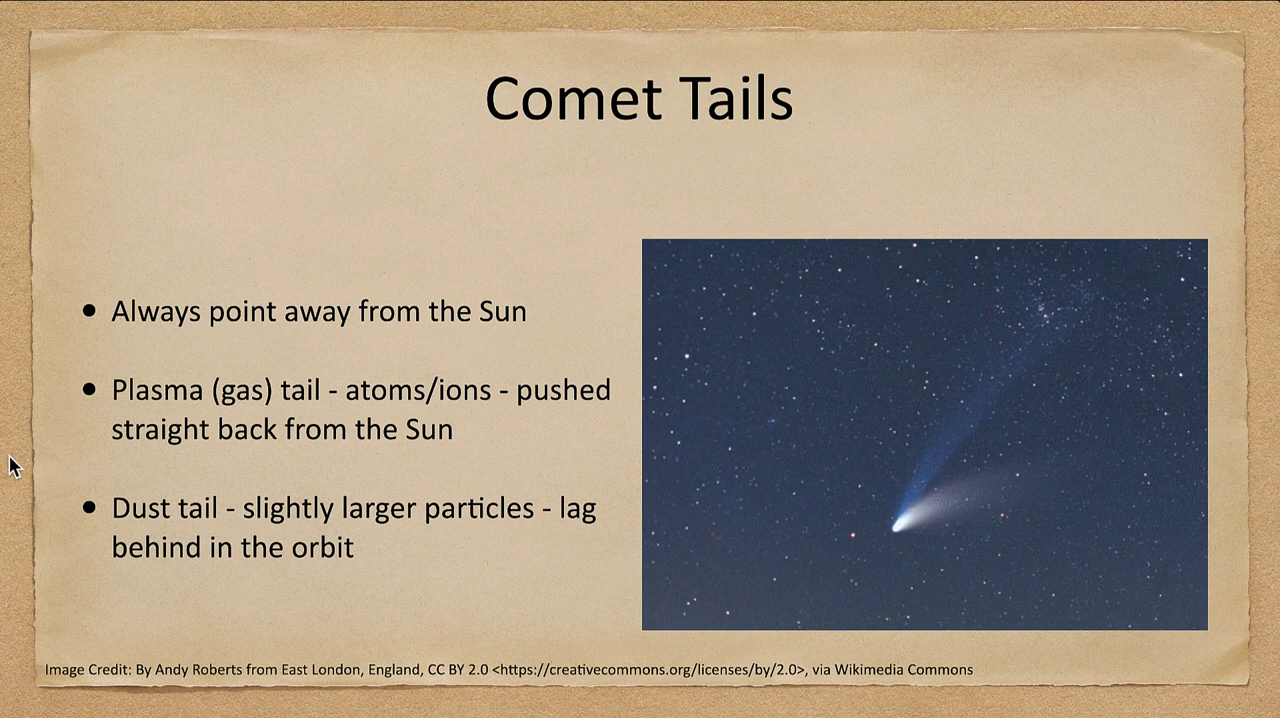 Comet Tails
• Always point away from the Sun
• Plasma (gas) tail - atoms/ions - pushed
straight back from the Sun
• Dust tail - slightly larger particles - lag
behind in the orbit
Image Credit: By Andy Roberts from East London, England, CC BY 2.0 <https://creativecommons.org/licenses/by/2.0>, via Wikimedia Commons